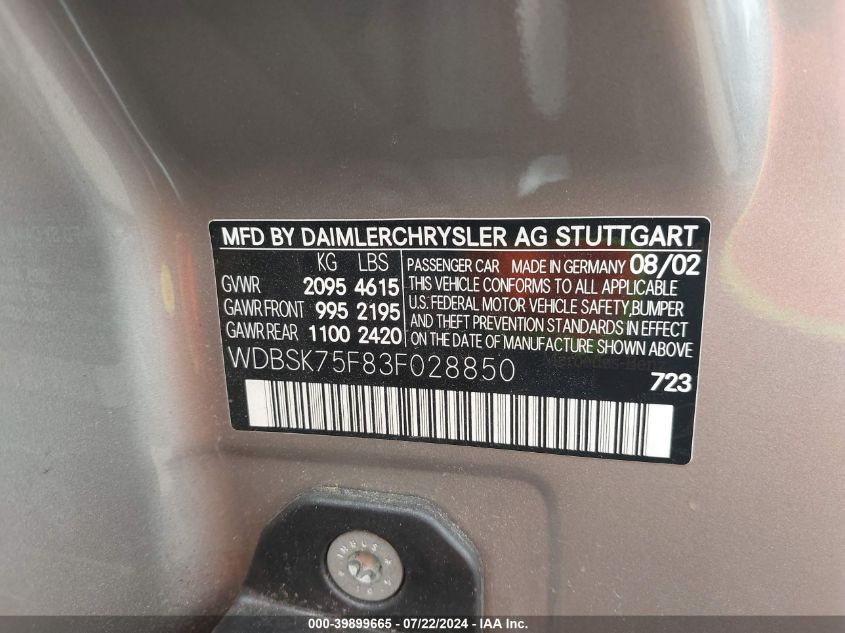 MFD BY DAIMLERCHRYSLER AG STUTTGART
KG LBS
GVWR 2095 4615
GAWR FRONT 995 2195
GAWR REAR 1100 2420
PASSENGER CAR MADE IN GERMANY 08/02
THIS VEHICLE CONFORMS TO ALL APPLICABLE
U.S. FEDERAL MOTOR VEHICLE SAFETY, BUMPER
AND THEFT PREVENTION STANDARDS IN EFFECT
ON THE DATE OF MANUFACTURE SHOWN ABOVE
WDBSK75F83F028850
723
INBUS
000-39899665 - 07/22/2024 - IAA Inc.